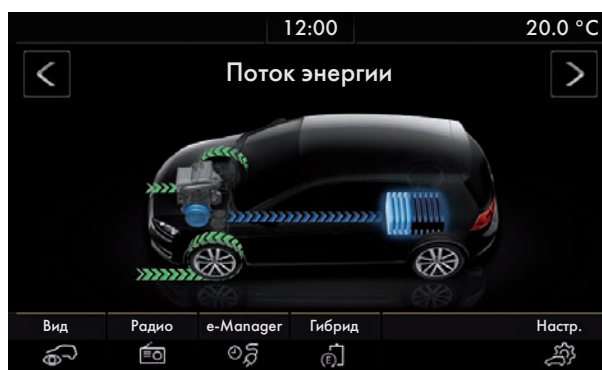 12:00 20.0 °C
Поток энергии
Вид Радио e-Manager Гибрид Настр.
E